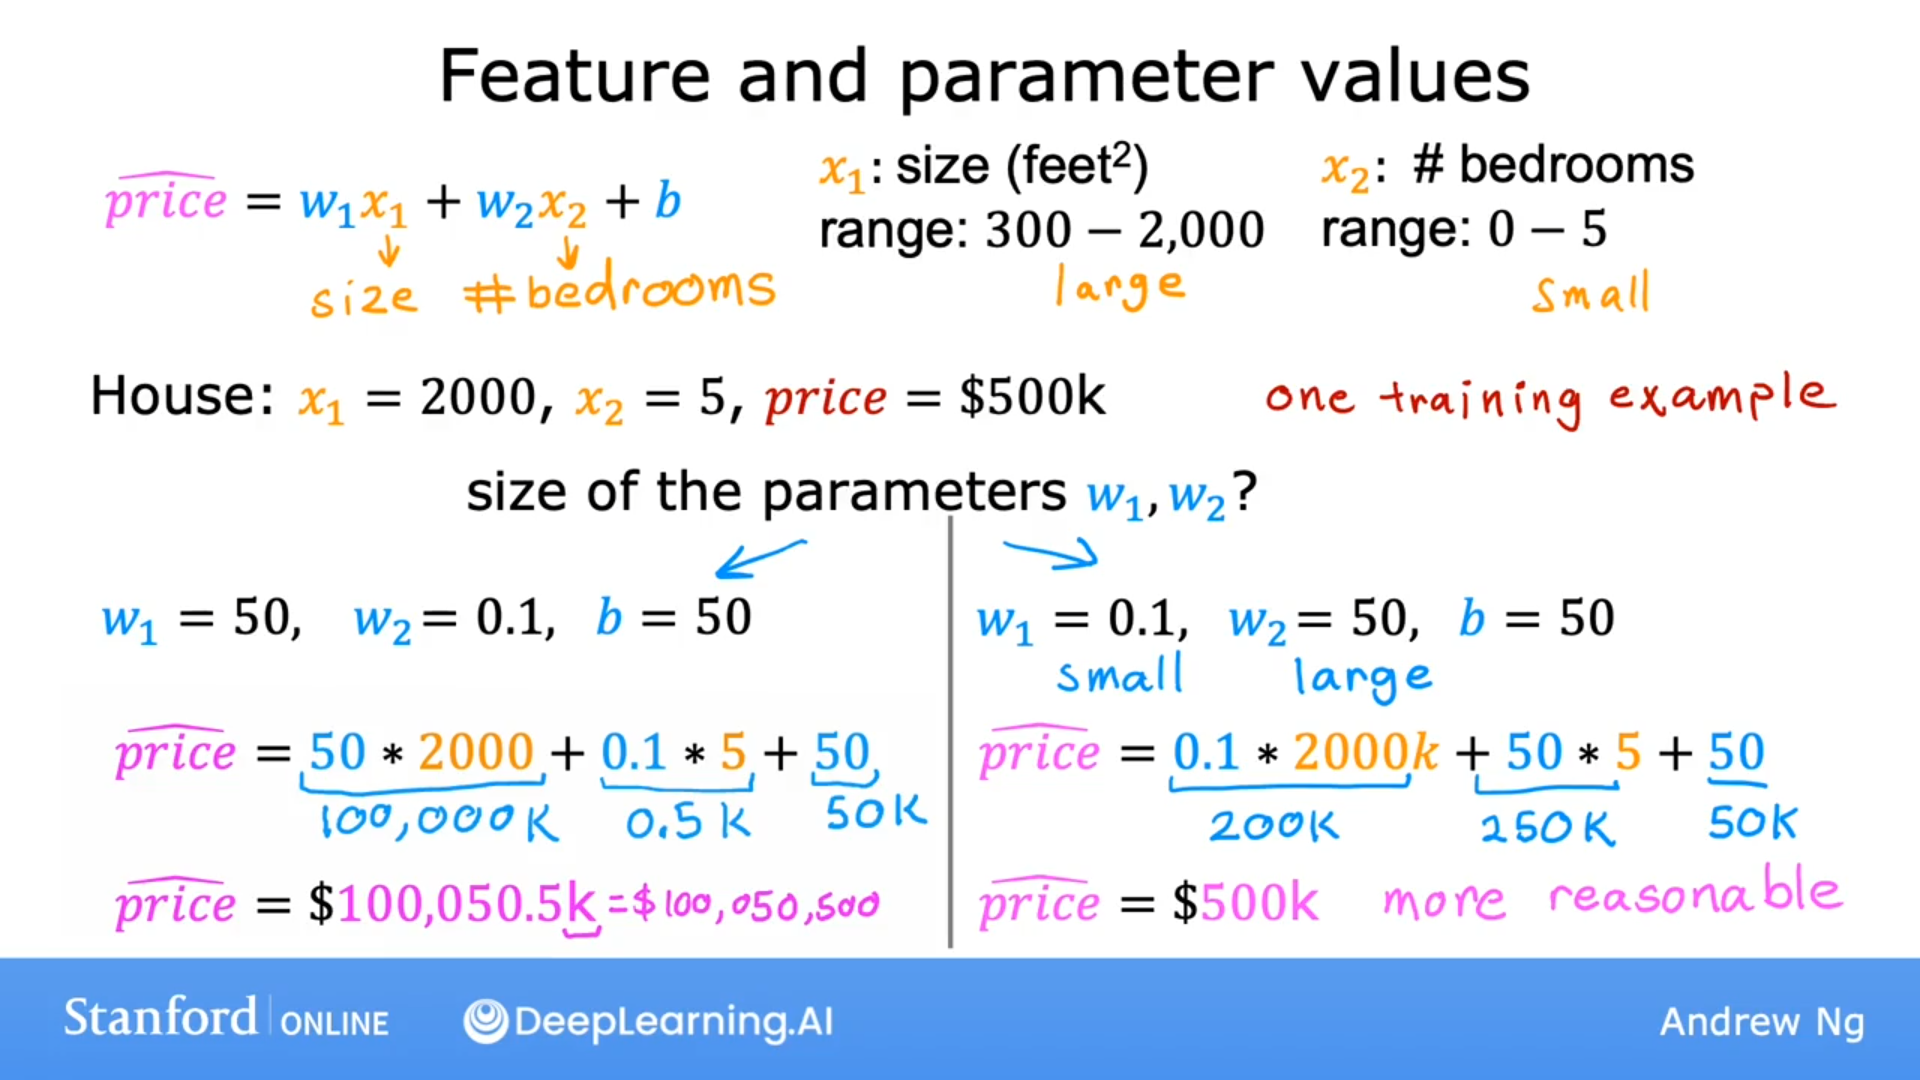 Feature and parameter values
price = w₁x₁ + w₂x₂ + b
size #bedrooms
x₁: size (feet²)
range: 300 – 2,000
large
x₂: # bedrooms
range: 0 – 5
small
House: x₁ = 2000, x₂ = 5, price = $500k
one training example
size of the parameters w₁, w₂?
w₁ = 50, w₂ = 0.1, b = 50
price = 50 * 2000 + 0.1 * 5 + 50
100,000K 0.5K 50K
price = $100,050.5k = $100,050,500
w₁ = 0.1, w₂ = 50, b = 50
small large
price = 0.1 * 2000k + 50 * 5 + 50
200K 250K 50K
price = $500k more reasonable
Stanford ONLINE
DeepLearning.AI
Andrew Ng